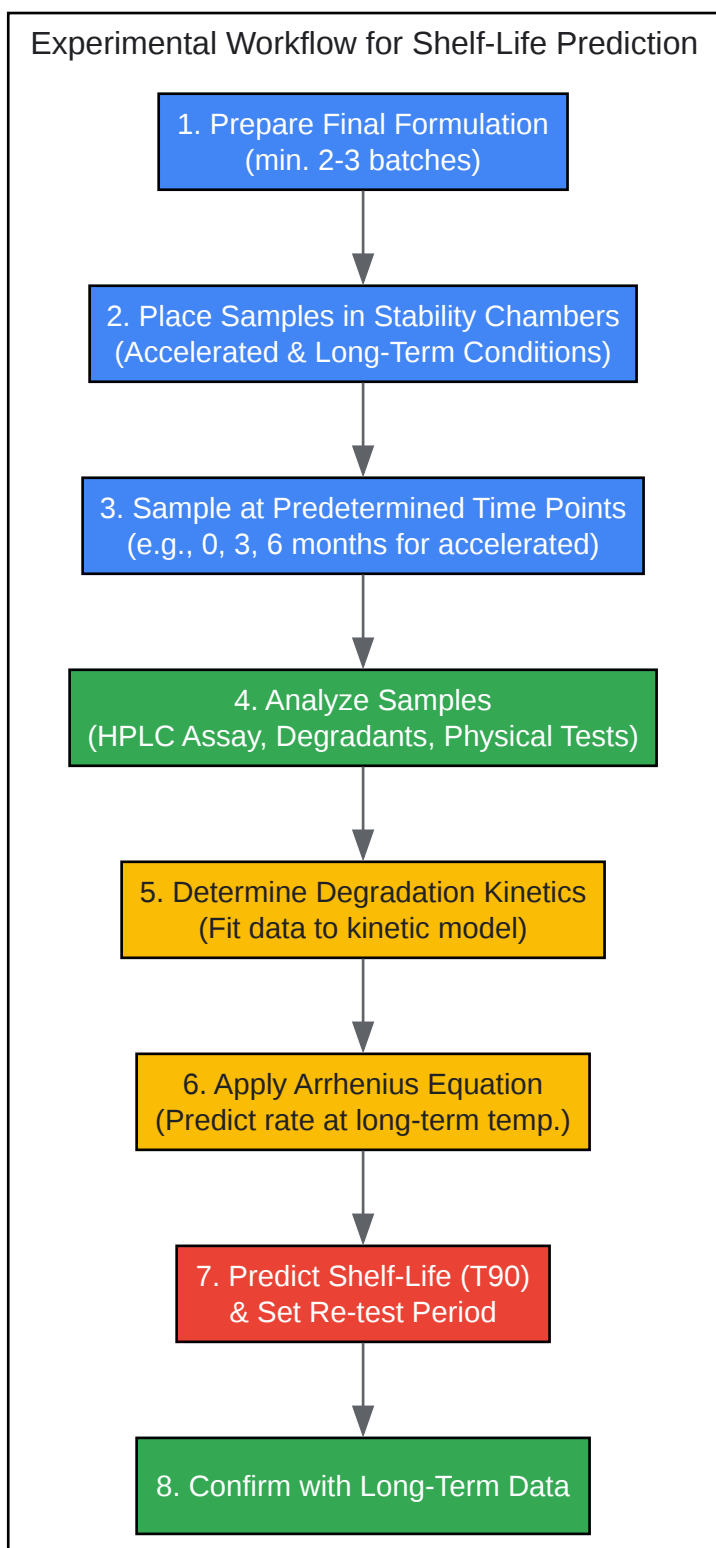 Experimental Workflow for Shelf-Life Prediction
1. Prepare Final Formulation
(min. 2-3 batches)
2. Place Samples in Stability Chambers
(Accelerated & Long-Term Conditions)
3. Sample at Predetermined Time Points
(e.g., 0, 3, 6 months for accelerated)
4. Analyze Samples
(HPLC Assay, Degradants, Physical Tests)
5. Determine Degradation Kinetics
(Fit data to kinetic model)
6. Apply Arrhenius Equation
(Predict rate at long-term temp.)
7. Predict Shelf-Life (T90)
& Set Re-test Period
8. Confirm with Long-Term Data